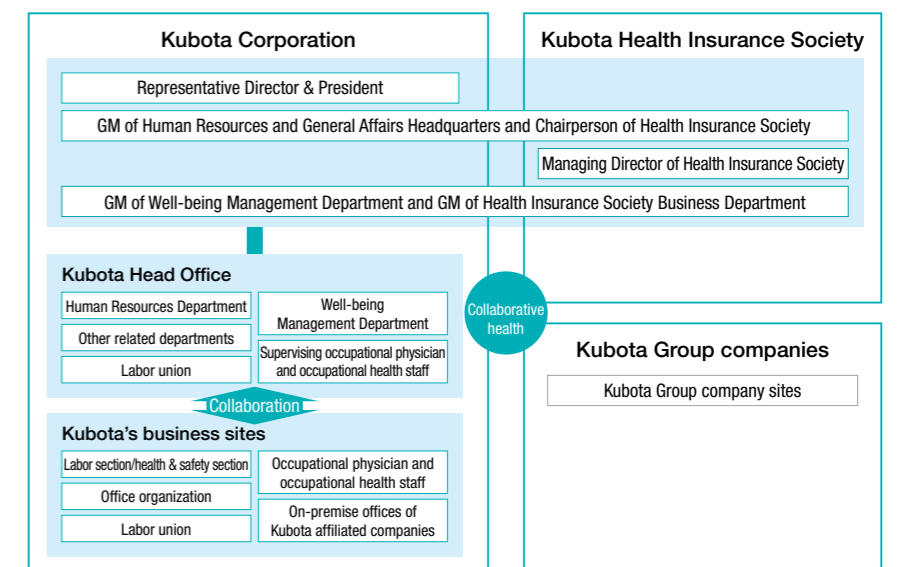 Kubota Corporation
Kubota Health Insurance Society
Representative Director & President
GM of Human Resources and General Affairs Headquarters and Chairperson of Health Insurance Society
Managing Director of Health Insurance Society
GM of Well-being Management Department and GM of Health Insurance Society Business Department
Kubota Head Office
Human Resources Department
Other related departments
Labor union
Well-being
Management Department
Supervising occupational physician
and occupational health staff
Collaborative
health
Collaboration
Kubota’s business sites
Labor section/health & safety section
Office organization
Labor union
Occupational physician and
occupational health staff
On-premise offices of
Kubota affiliated companies
Kubota Group companies
Kubota Group company sites